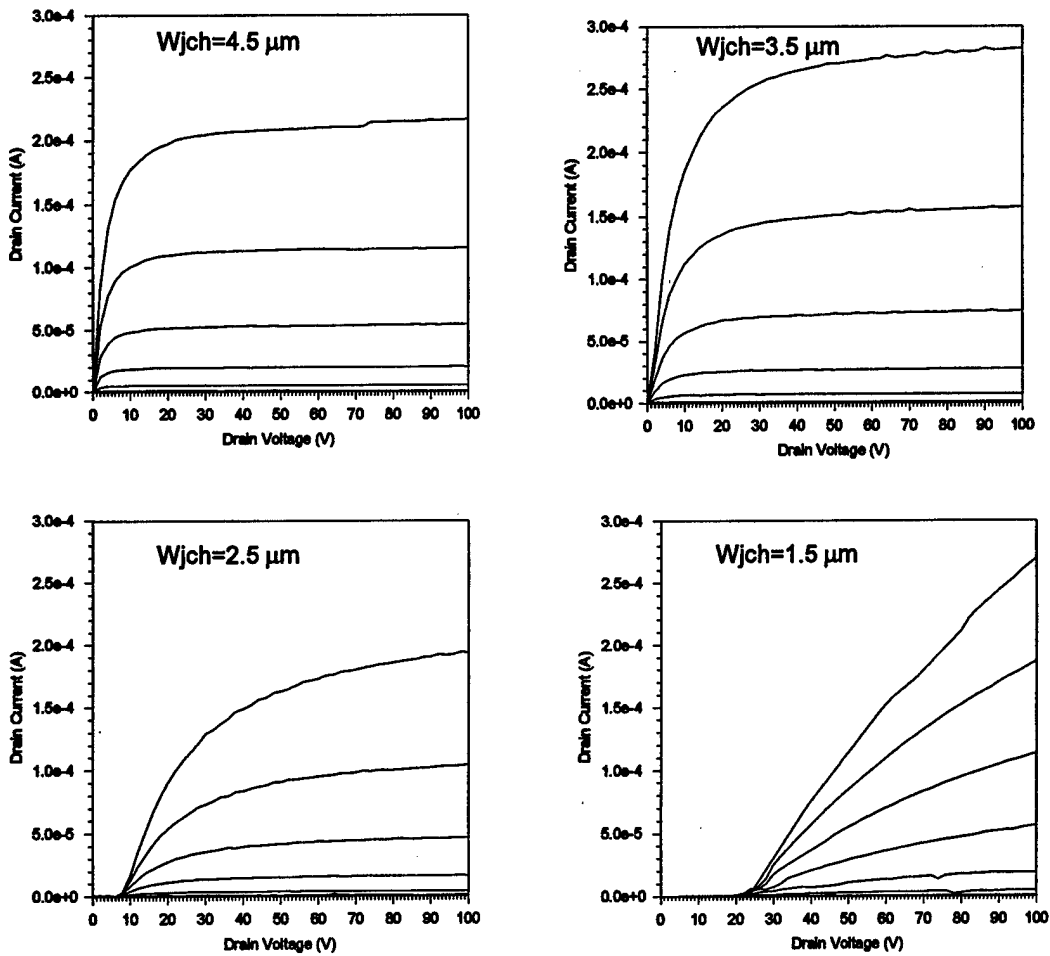 Wjch=4.5 µm
Drain Current (A)
3.0e-4
2.5e-4
2.0e-4
1.5e-4
1.0e-4
5.0e-5
0.0e+0
0 10 20 30 40 50 60 70 80 90 100
Drain Voltage (V)
Wjch=3.5 µm
Drain Current (A)
3.0e-4
2.5e-4
2.0e-4
1.5e-4
1.0e-4
5.0e-5
0.0e+0
0 10 20 30 40 50 60 70 80 90 100
Drain Voltage (V)
Wjch=2.5 µm
Drain Current (A)
3.0e-4
2.5e-4
2.0e-4
1.5e-4
1.0e-4
5.0e-5
0.0e+0
0 10 20 30 40 50 60 70 80 90 100
Drain Voltage (V)
Wjch=1.5 µm
Drain Current (A)
3.0e-4
2.5e-4
2.0e-4
1.5e-4
1.0e-4
5.0e-5
0.0e+0
0 10 20 30 40 50 60 70 80 90 100
Drain Voltage (V)